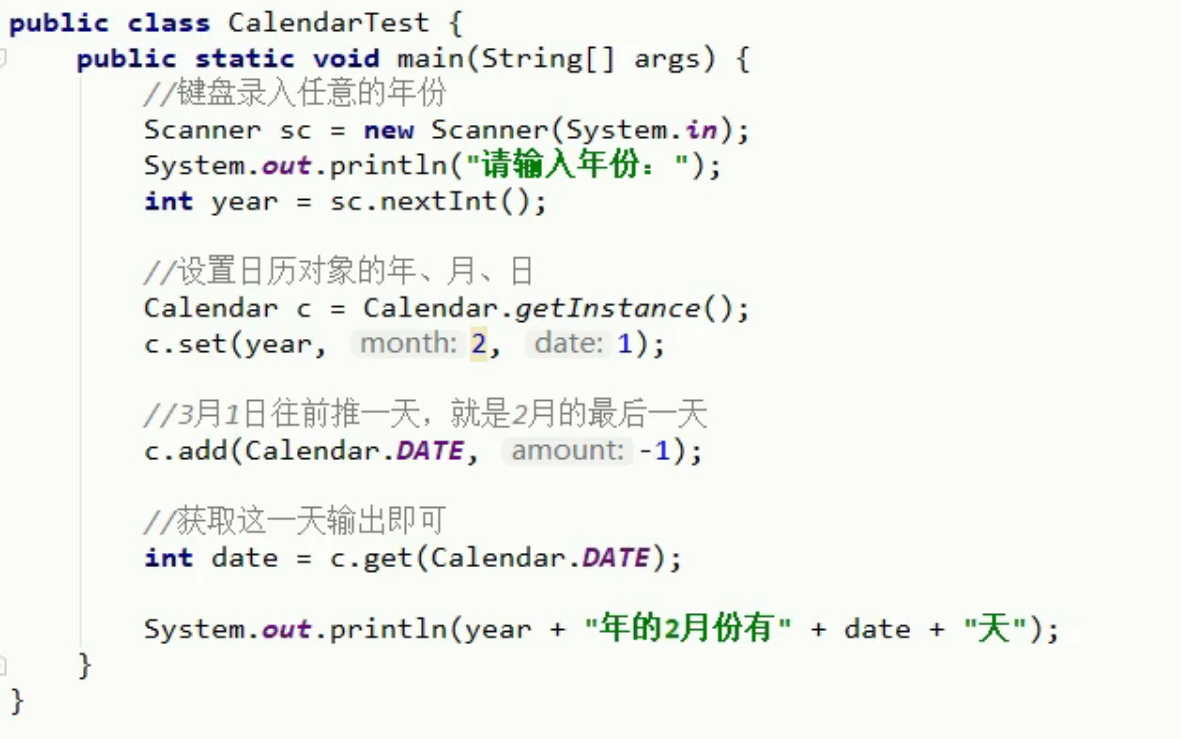 public class CalendarTest {
    public static void main(String[] args) {
        //键盘录入任意的年份
        Scanner sc = new Scanner(System.in);
        System.out.println("请输入年份：");
        int year = sc.nextInt();

        //设置日历对象的年、月、日
        Calendar c = Calendar.getInstance();
        c.set(year, month: 2, date: 1);

        //3月1日往前推一天，就是2月的最后一天
        c.add(Calendar.DATE, amount: -1);

        //获取这一天输出即可
        int date = c.get(Calendar.DATE);

        System.out.println(year + "年的2月份有" + date + "天");
    }
}